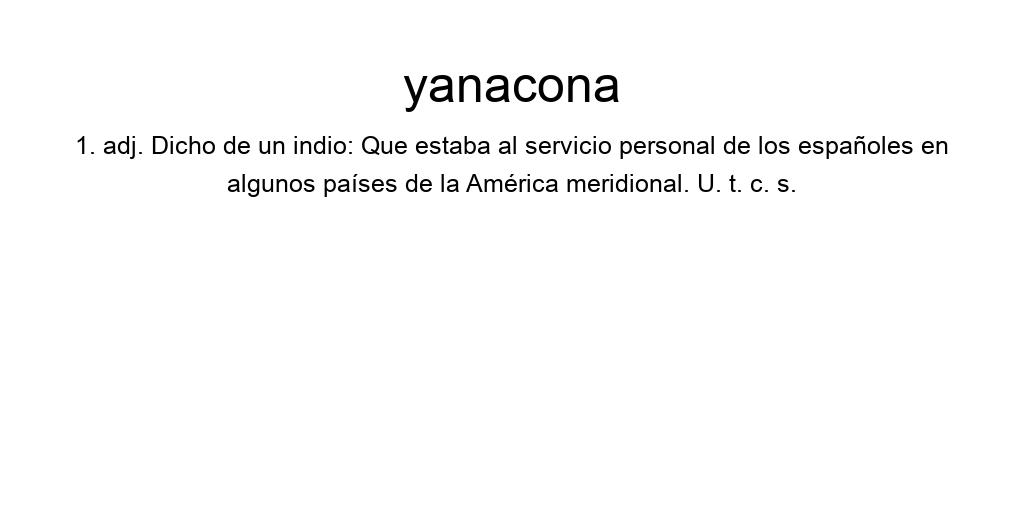 yanacona
1. adj. Dicho de un indio: Que estaba al servicio personal de los españoles en
algunos países de la América meridional. U. t. c. s.